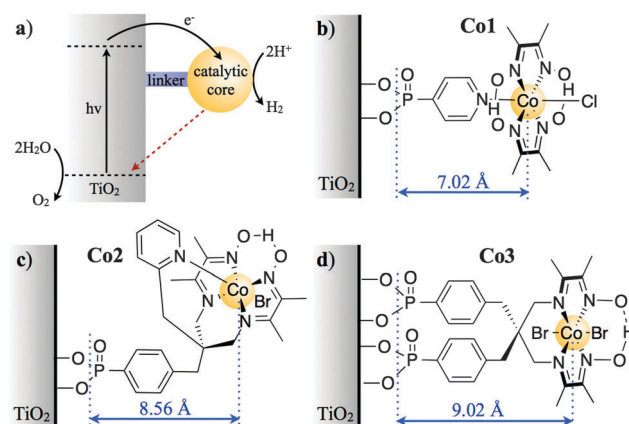 a)
e⁻
2H⁺
linker
catalytic
core
H₂
hν
2H₂O
O₂
TiO₂
b)
Co1
O
O
O
P
N
O
H
O
N
N
O
H
Co
Cl
N
N
O
7.02 Å
TiO₂
c)
Co2
N
O
H
O
N
N
Co
Br
N
O
O
O
P
8.56 Å
TiO₂
d)
Co3
O
O
P
O
N
N
O
Br
Co
Br
H
O
O
P
O
N
N
O
9.02 Å
TiO₂